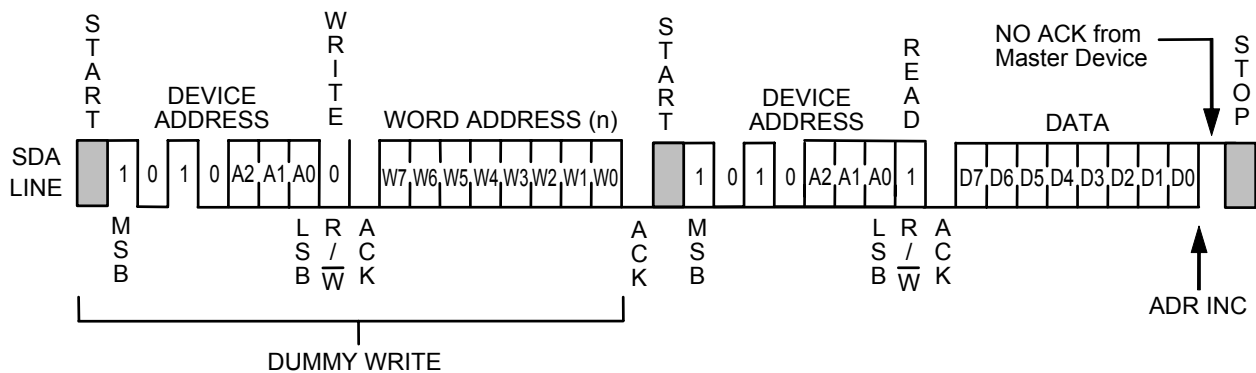 START
WRITE
START
READ
NO ACK from
Master Device
STOP
DEVICE
ADDRESS
WORD ADDRESS (n)
DEVICE
ADDRESS
DATA
SDA
LINE
1 0 1 0 A2 A1 A0 0 W7 W6 W5 W4 W3 W2 W1 W0 1 0 1 0 A2 A1 A0 1 D7 D6 D5 D4 D3 D2 D1 D0
MSB
LSB
R/W̅
ACK
ACK
MSB
LSB
R/W̅
ACK
ADR INC
DUMMY WRITE